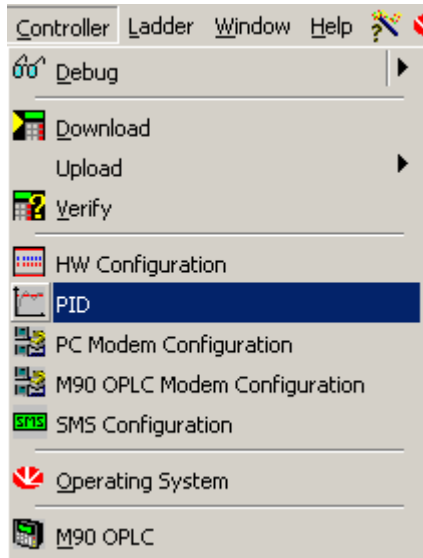 Controller Ladder Window Help
Debug
Download
Upload
Verify
HW Configuration
PID
PC Modem Configuration
M90 OPLC Modem Configuration
SMS SMS Configuration
Operating System
M90 OPLC